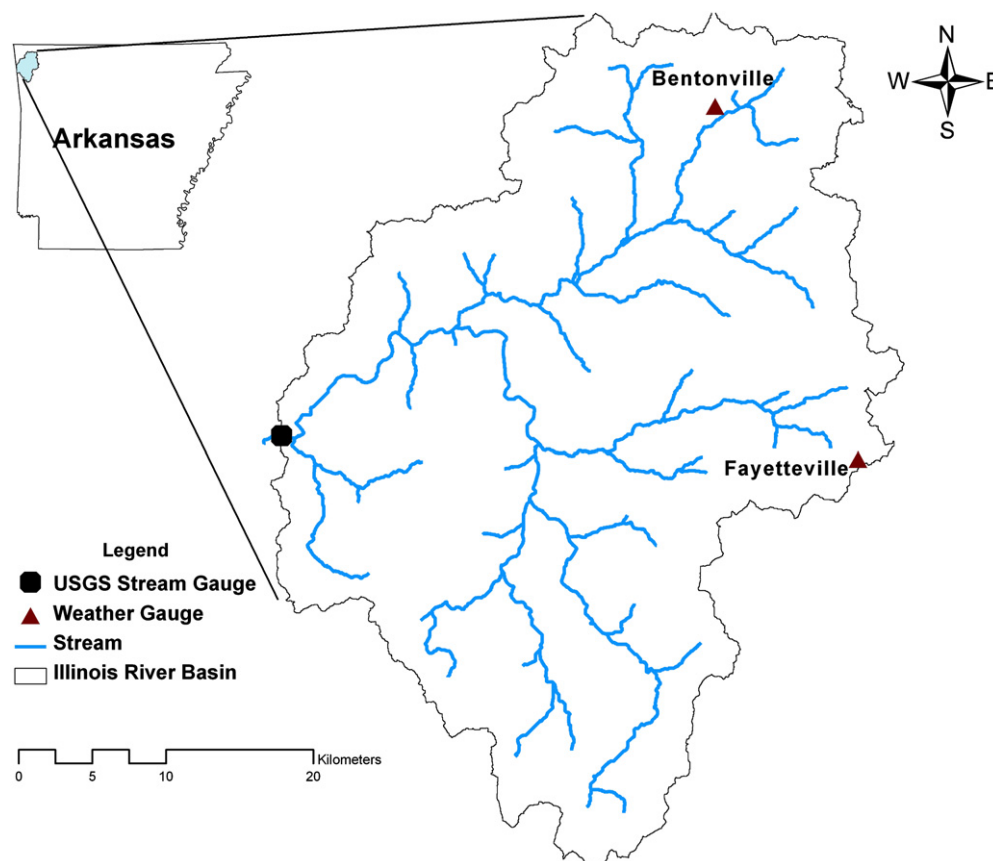 Arkansas
Bentonville
N
W
E
S
Fayetteville
Legend
USGS Stream Gauge
Weather Gauge
Stream
Illinois River Basin
Kilometers
0 5 10 20